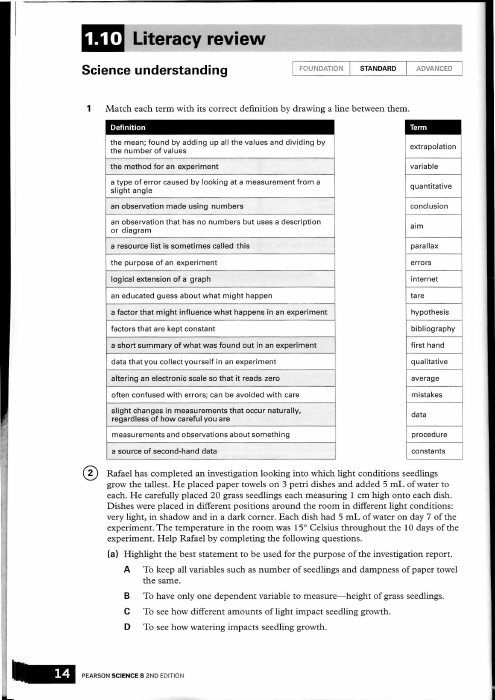 1.10 Literacy review
Science understanding
FOUNDATION STANDARD ADVANCED
1 Match each term with its correct definition by drawing a line between them.
Definition
the mean; found by adding up all the values and dividing by
the number of values
the method for an experiment
a type of error caused by looking at a measurement from a
slight angle
an observation made using numbers
an observation that has no numbers but uses a description
or diagram
a resource list is sometimes called this
the purpose of an experiment
logical extension of a graph
an educated guess about what might happen
a factor that might influence what happens in an experiment
factors that are kept constant
a short summary of what was found out in an experiment
data that you collect yourself in an experiment
altering an electronic scale so that it reads zero
often confused with errors; can be avoided with care
slight changes in measurements that occur naturally,
regardless of how careful you are
measurements and observations about something
a source of second-hand data
Term
extrapolation
variable
quantitative
conclusion
aim
parallax
errors
internet
tare
hypothesis
bibliography
first hand
qualitative
average
mistakes
data
procedure
constants
2 Rafael has completed an investigation looking into which light conditions seedlings
grow the tallest. He placed paper towels on 3 petri dishes and added 5 mL of water to
each. He carefully placed 20 grass seedlings each measuring 1 cm high onto each dish.
Dishes were placed in different positions around the room in different light conditions:
very light, in shadow and in a dark corner. Each dish had 5 mL of water on day 7 of the
experiment. The temperature in the room was 15° Celsius throughout the 10 days of the
experiment. Help Rafael by completing the following questions.
(a) Highlight the best statement to be used for the purpose of the investigation report.
A To keep all variables such as number of seedlings and dampness of paper towel
the same.
B To have only one dependent variable to measure—height of grass seedlings.
C To see how different amounts of light impact seedling growth.
D To see how watering impacts seedling growth.
14 PEARSON SCIENCE 8 2ND EDITION